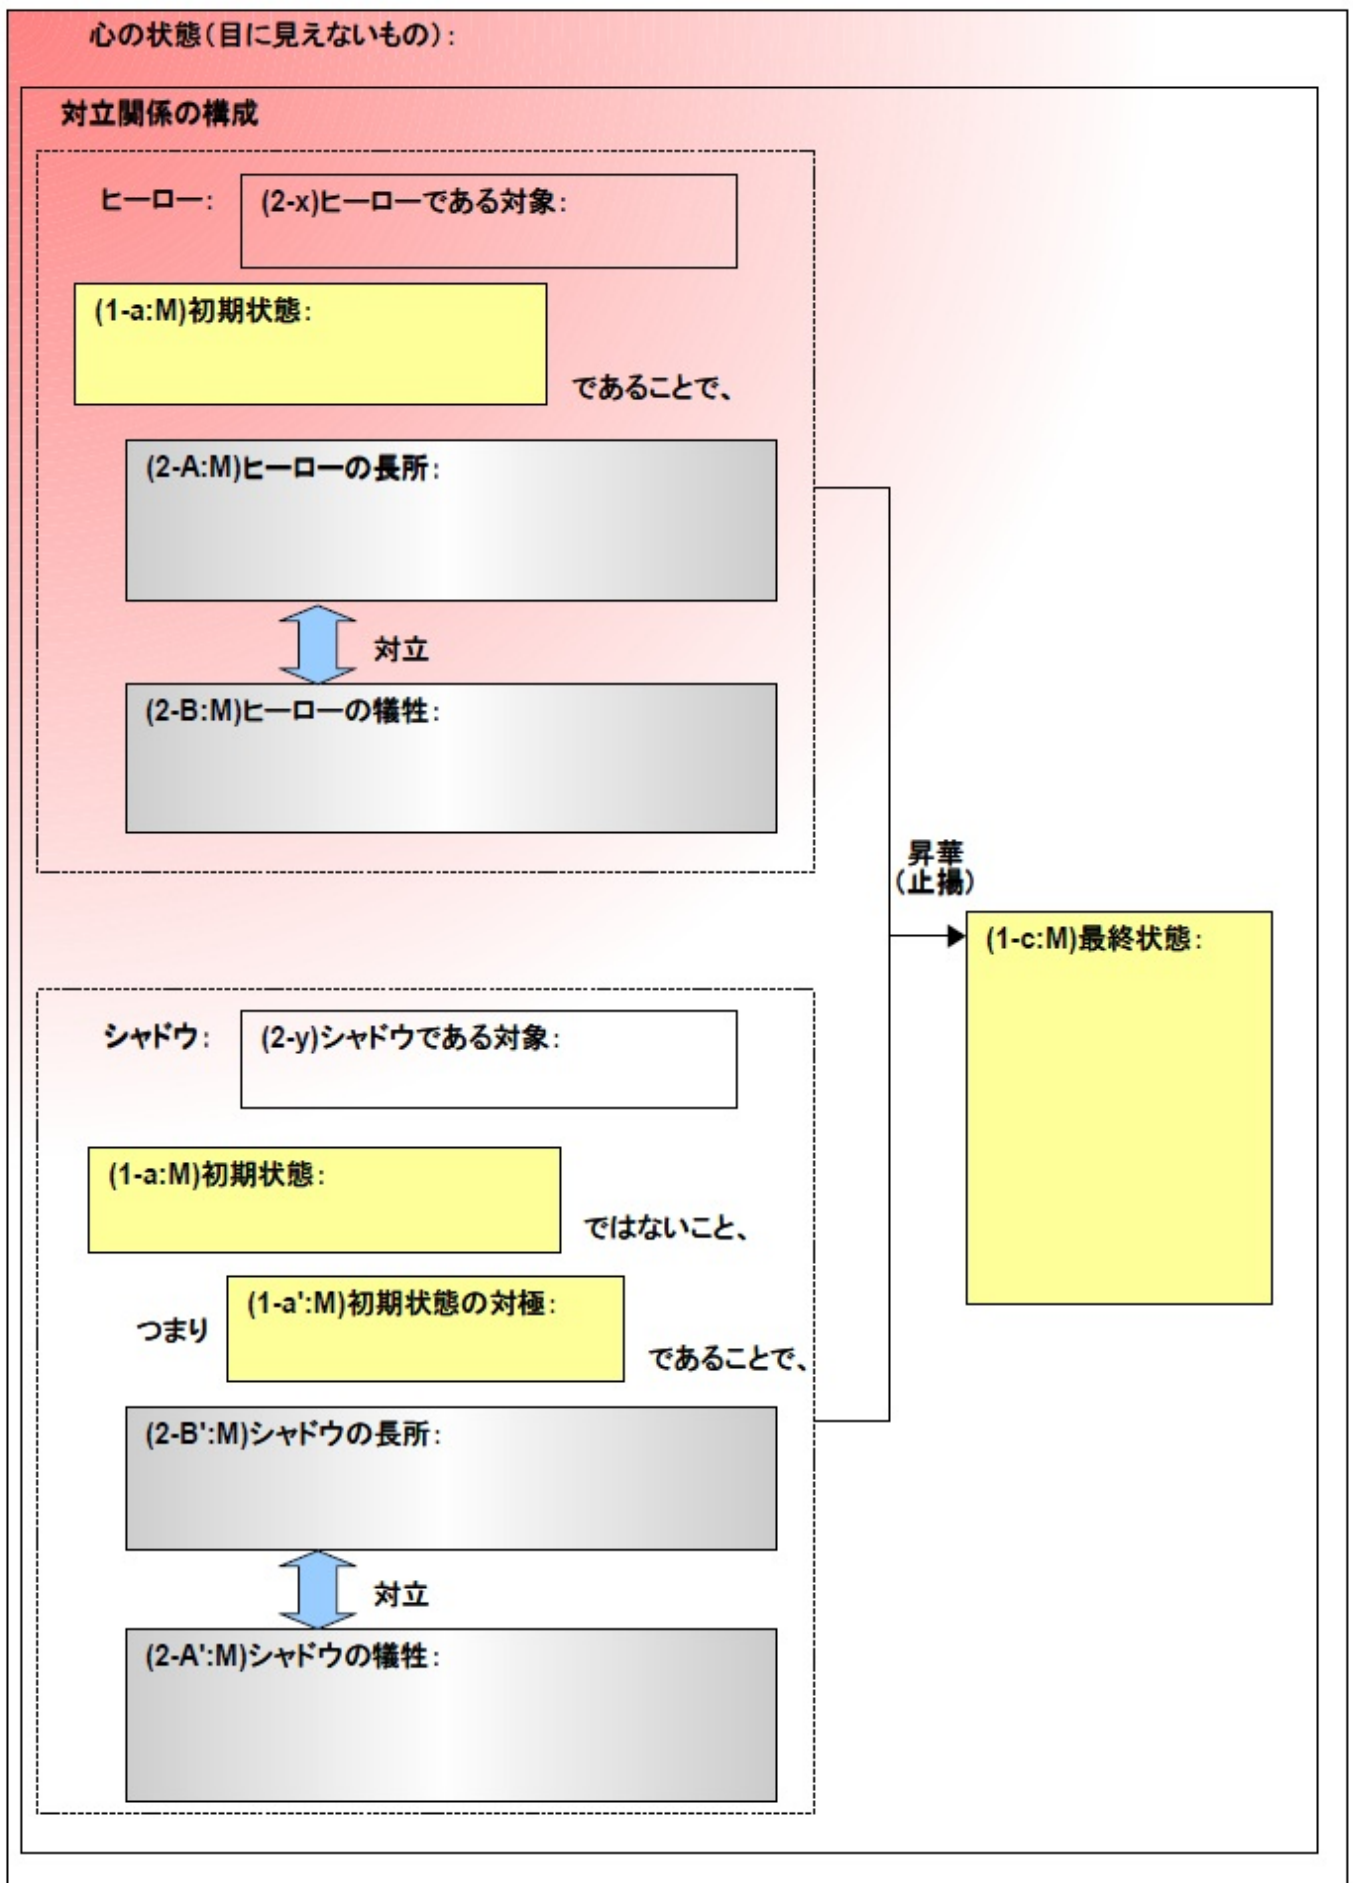 心の状態(目に見えないもの):
対立関係の構成
ヒーロー:
(2-x)ヒーローである対象:
(1-a:M)初期状態:
であることで、
(2-A:M)ヒーローの長所:
対立
(2-B:M)ヒーローの犠牲:
昇華
(止揚)
(1-c:M)最終状態:
シャドウ:
(2-y)シャドウである対象:
(1-a:M)初期状態:
ではないこと、
つまり
(1-a':M)初期状態の対極:
であることで、
(2-B':M)シャドウの長所:
対立
(2-A':M)シャドウの犠牲: